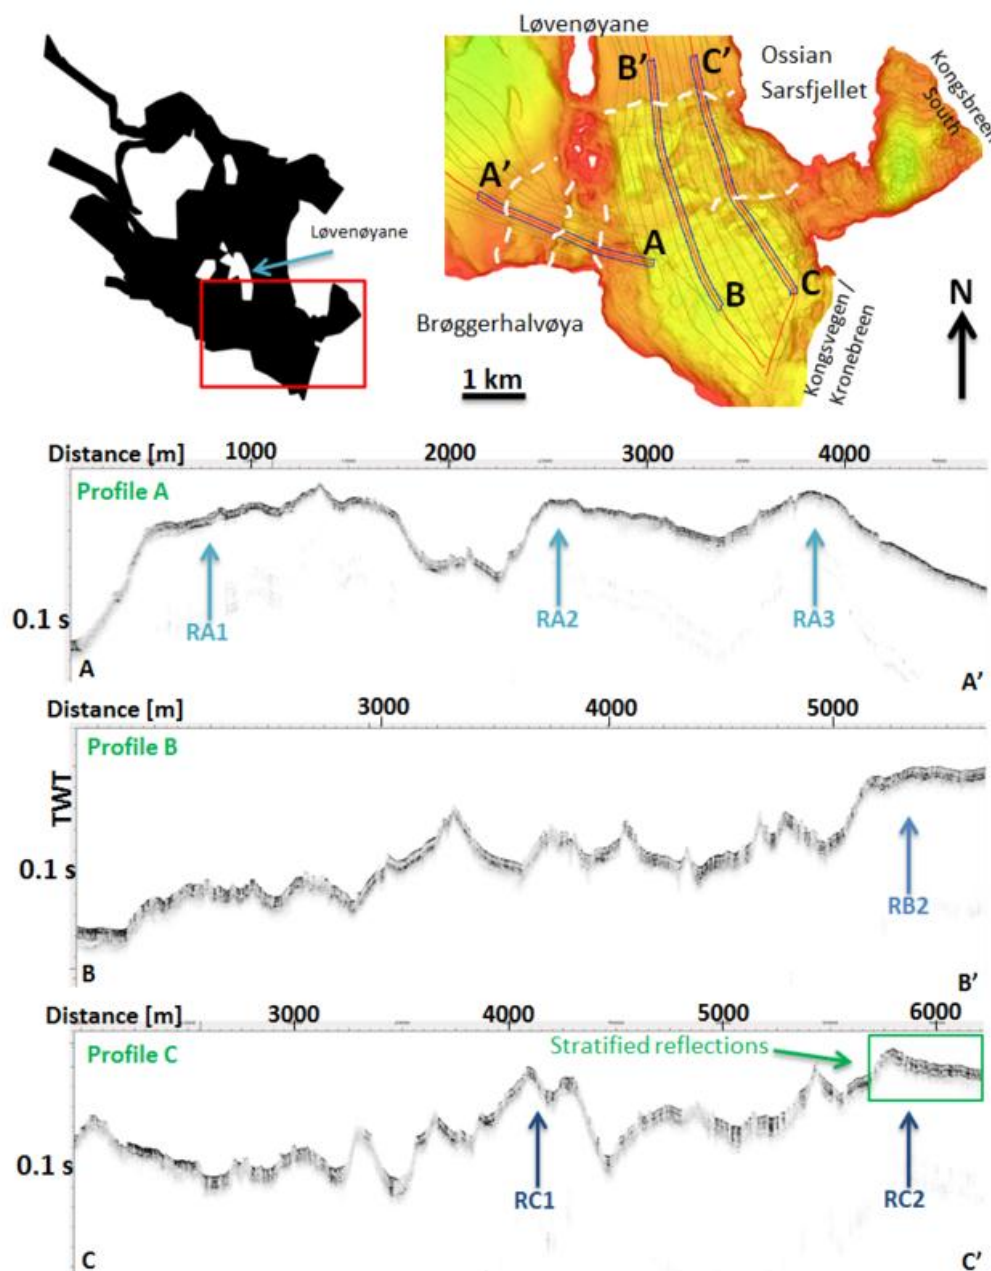 Løvenøyane
Løvenøyane
B'
C'
Ossian
Sarsfjellet
Kongsbreen
South
A'
A
B
C
Brøggerhalvøya
Kongsvegen /
Kronebreen
N
1 km
Distance [m] 1000 2000 3000 4000
Profile A
0.1 s
RA1 RA2 RA3
A A'
Distance [m] 3000 4000 5000
Profile B
TWT
0.1 s
RB2
B B'
Distance [m] 3000 4000 5000 6000
Profile C
Stratified reflections
0.1 s
RC1 RC2
C C'